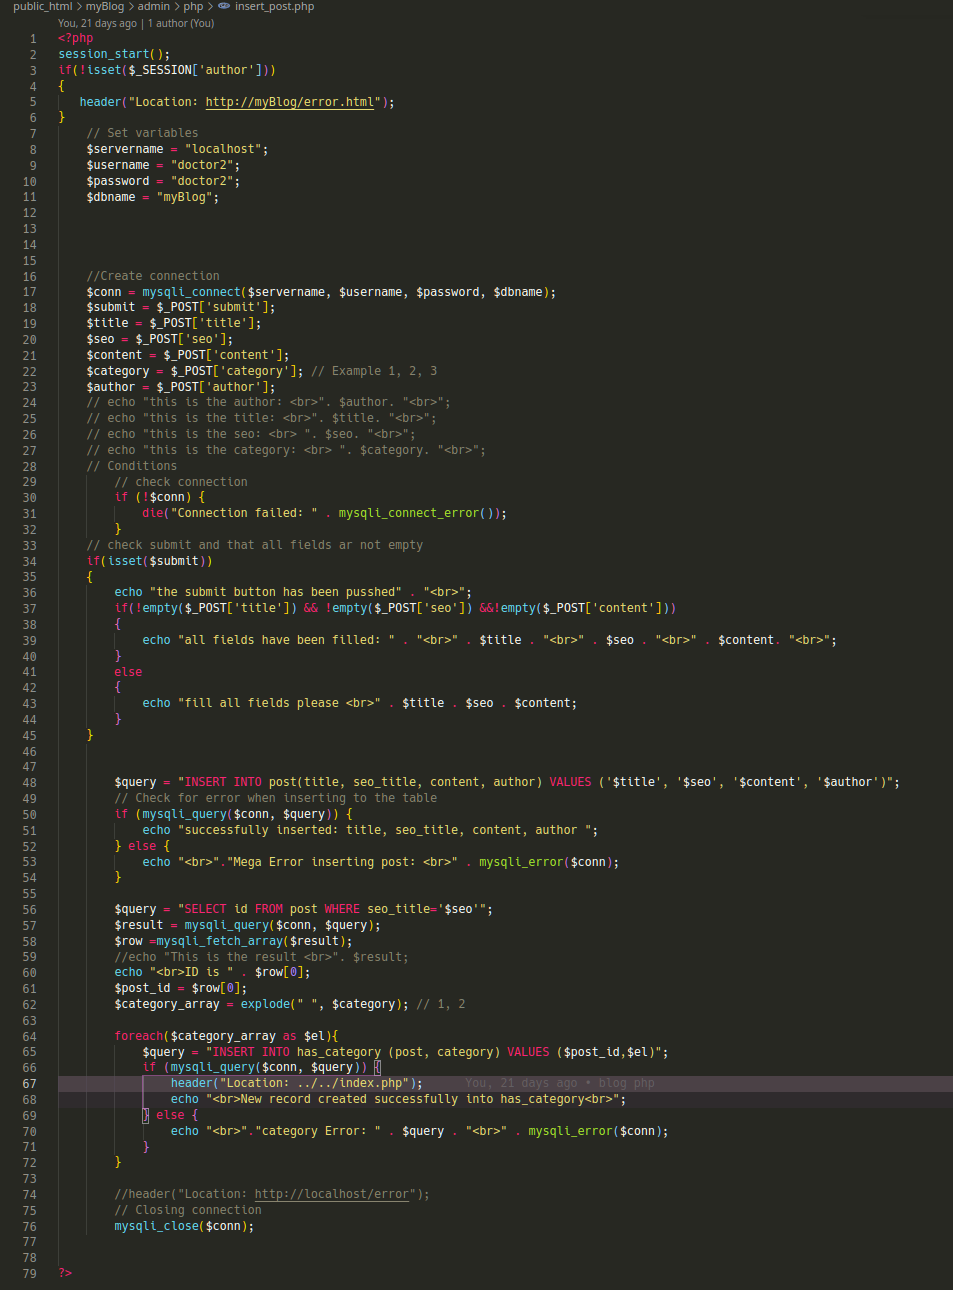 public_html > myBlog > admin > php > insert_post.php
You, 21 days ago | 1 author (You)
1 <?php
2 session_start();
3 if(!isset($_SESSION['author']))
4 {
5 header("Location: http://myBlog/error.html");
6 }
7 // Set variables
8 $servername = "localhost";
9 $username = "doctor2";
10 $password = "doctor2";
11 $dbname = "myBlog";
12
13
14
15
16 //Create connection
17 $conn = mysqli_connect($servername, $username, $password, $dbname);
18 $submit = $_POST['submit'];
19 $title = $_POST['title'];
20 $seo = $_POST['seo'];
21 $content = $_POST['content'];
22 $category = $_POST['category']; // Example 1, 2, 3
23 $author = $_POST['author'];
24 // echo "this is the author: <br>". $author. "<br>";
25 // echo "this is the title: <br>". $title. "<br>";
26 // echo "this is the seo: <br> ". $seo. "<br>";
27 // echo "this is the category: <br> ". $category. "<br>";
28 // Conditions
29 // check connection
30 if (!$conn) {
31 die("Connection failed: " . mysqli_connect_error());
32 }
33 // check submit and that all fields ar not empty
34 if(isset($submit))
35 {
36 echo "the submit button has been pusshed" . "<br>";
37 if(!empty($_POST['title']) && !empty($_POST['seo']) &&!empty($_POST['content']))
38 {
39 echo "all fields have been filled: " . "<br>" . $title . "<br>" . $seo . "<br>" . $content. "<br>";
40 }
41 else
42 {
43 echo "fill all fields please <br>" . $title . $seo . $content;
44 }
45 }
46
47
48 $query = "INSERT INTO post(title, seo_title, content, author) VALUES ('$title', '$seo', '$content', '$author')";
49 // Check for error when inserting to the table
50 if (mysqli_query($conn, $query)) {
51 echo "successfully inserted: title, seo_title, content, author ";
52 } else {
53 echo "<br>"."Mega Error inserting post: <br>" . mysqli_error($conn);
54 }
55
56 $query = "SELECT id FROM post WHERE seo_title='$seo'";
57 $result = mysqli_query($conn, $query);
58 $row =mysqli_fetch_array($result);
59 //echo "This is the result <br>". $result;
60 echo "<br>ID is " . $row[0];
61 $post_id = $row[0];
62 $category_array = explode(" ", $category); // 1, 2
63
64 foreach($category_array as $el){
65 $query = "INSERT INTO has_category (post, category) VALUES ($post_id,$el)";
66 if (mysqli_query($conn, $query)) {
67 header("Location: ../../index.php"); You, 21 days ago • blog php
68 echo "<br>New record created successfully into has_category<br>";
69 } else {
70 echo "<br>"."category Error: " . $query . "<br>" . mysqli_error($conn);
71 }
72 }
73
74 //header("Location: http://localhost/error");
75 // Closing connection
76 mysqli_close($conn);
77
78
79 ?>